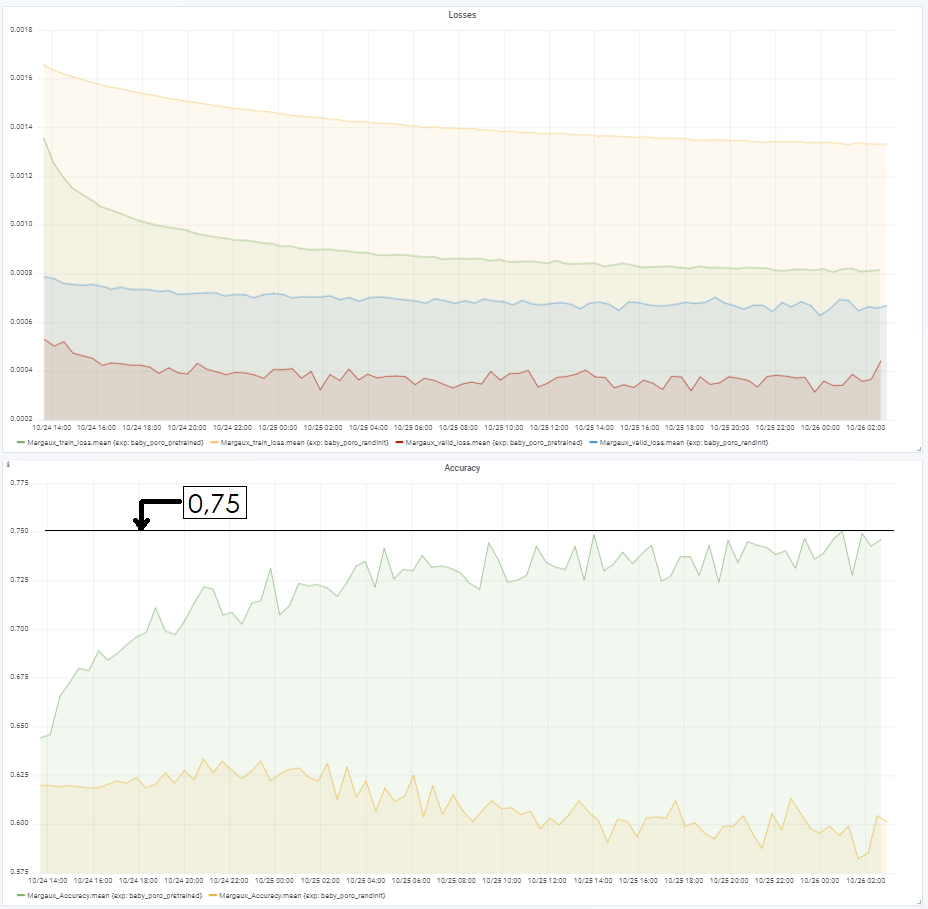 Losses
0.0018
0.0016
0.0014
0.0012
0.0010
0.0008
0.0006
0.0004
0.0002
10/24 14:00 10/24 16:00 10/24 18:00 10/24 20:00 10/24 22:00 10/25 00:00 10/25 02:00 10/25 04:00 10/25 06:00 10/25 08:00 10/25 10:00 10/25 12:00 10/25 14:00 10/25 16:00 10/25 18:00 10/25 20:00 10/25 22:00 10/26 00:00 10/26 02:00
Margaux_train_loss.mean {exp: baby_poro_pretrained} Margaux_train_loss.mean {exp: baby_poro_randinit} Margaux_valid_loss.mean {exp: baby_poro_pretrained} Margaux_valid_loss.mean {exp: baby_poro_randinit}
i
Accuracy
0.775
0,75
0.750
0.725
0.700
0.675
0.650
0.625
0.600
0.575
10/24 14:00 10/24 16:00 10/24 18:00 10/24 20:00 10/24 22:00 10/25 00:00 10/25 02:00 10/25 04:00 10/25 06:00 10/25 08:00 10/25 10:00 10/25 12:00 10/25 14:00 10/25 16:00 10/25 18:00 10/25 20:00 10/25 22:00 10/26 00:00 10/26 02:00
Margaux_Accuracy.mean {exp: baby_poro_pretrained} Margaux_Accuracy.mean {exp: baby_poro_randinit}